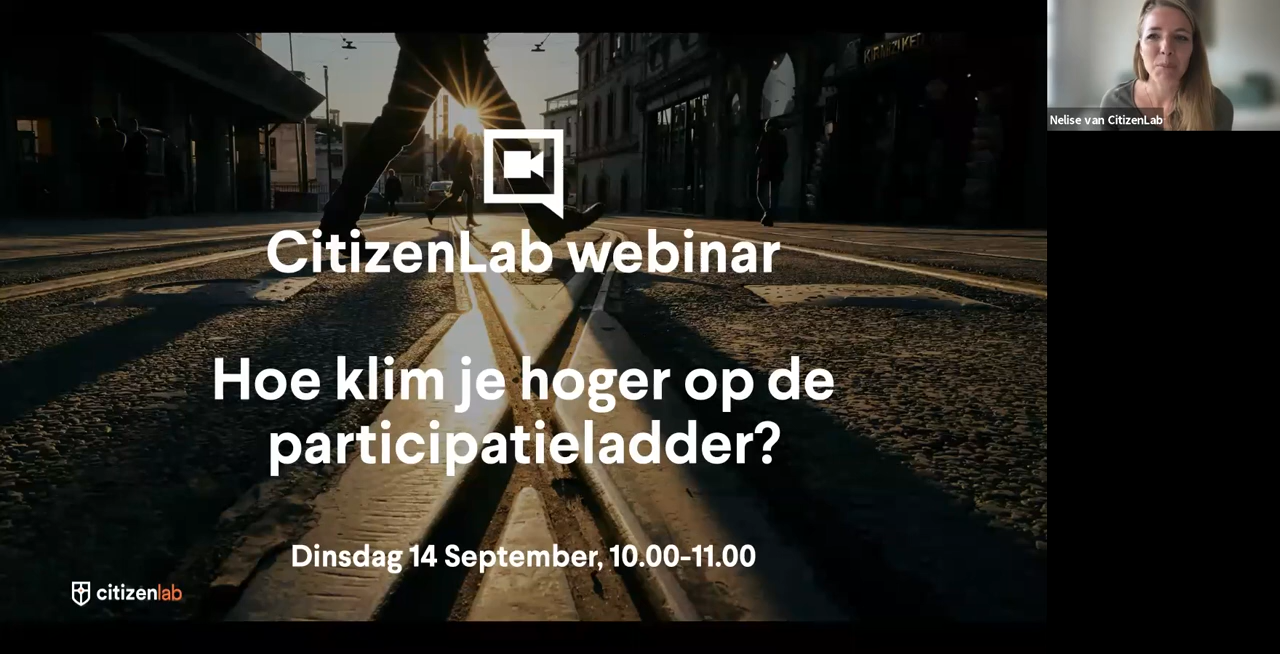 Nelise van CitizenLab
CitizenLab webinar
Hoe klim je hoger op de
participatieladder?
Dinsdag 14 September, 10.00-11.00
citizenlab